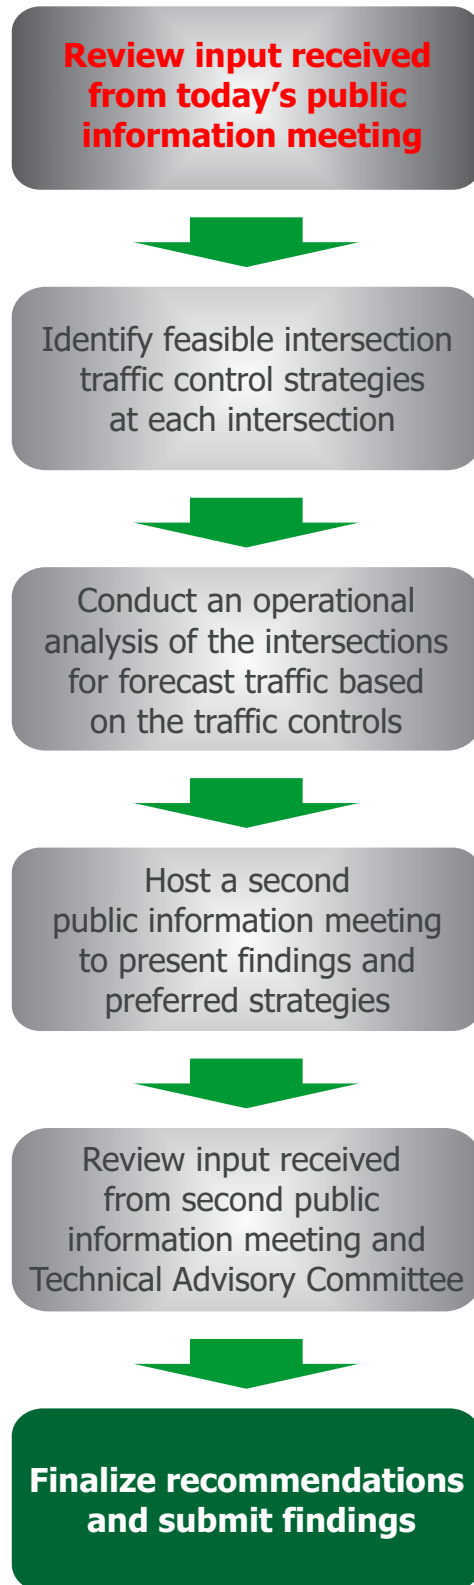 Review input received
from today’s public
information meeting
Identify feasible intersection
traffic control strategies
at each intersection
Conduct an operational
analysis of the intersections
for forecast traffic based
on the traffic controls
Host a second
public information meeting
to present findings and
preferred strategies
Review input received
from second public
information meeting and
Technical Advisory Committee
Finalize recommendations
and submit findings